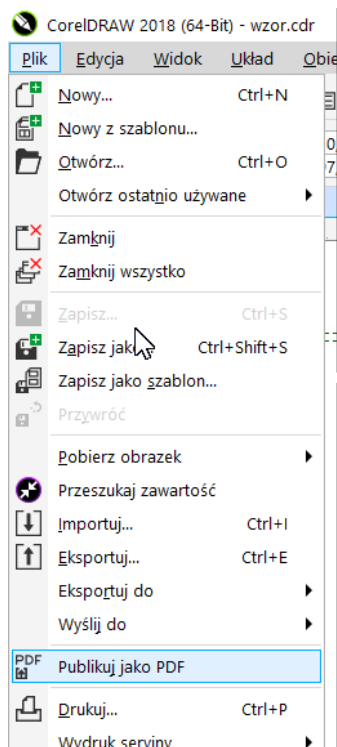 CorelDRAW 2018 (64-Bit) - wzor.cdr
Plik Edycja Widok Układ Obie
Nowy... Ctrl+N
Nowy z szablonu...
Otwórz... Ctrl+O
Otwórz ostatnio używane
Zamknij
Zamknij wszystko
Zapisz... Ctrl+S
Zapisz jako Ctrl+Shift+S
Zapisz jako szablon...
Przywróć
Pobierz obrazek
Przeszukaj zawartość
Importuj... Ctrl+I
Eksportuj... Ctrl+E
Eksportuj do
Wyślij do
PDF Publikuj jako PDF
Drukuj... Ctrl+P
Wydruk seryjny